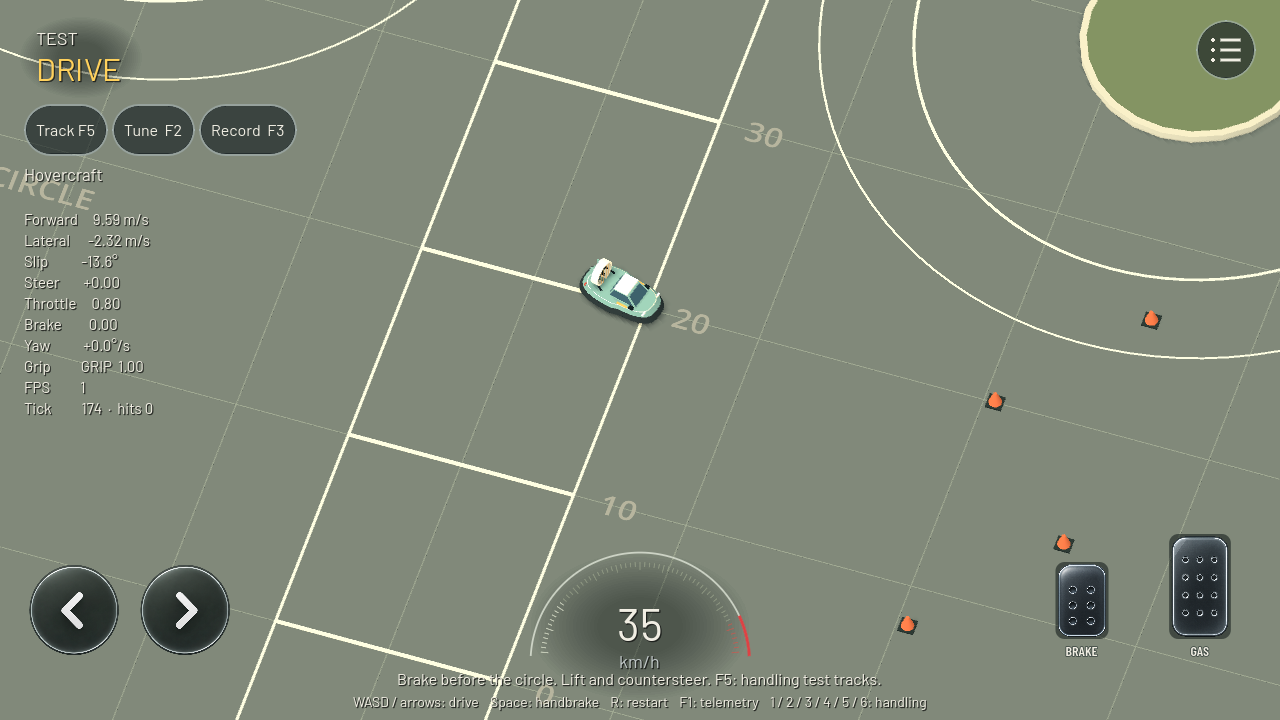 TEST
DRIVE
Track F5 Tune F2 Record F3
Hovercraft
CIRCLE
Forward 9.59 m/s
Lateral -2.32 m/s
Slip -13.6°
Steer +0.00
Throttle 0.80
Brake 0.00
Yaw +0.0°/s
Grip GRIP 1.00
FPS 1
Tick 174 · hits 0
30
20
10
0
35
km/h
BRAKE
GAS
Brake before the circle. Lift and countersteer. F5: handling test tracks.
WASD / arrows: drive Space: handbrake R: restart F1: telemetry 1 / 2 / 3 / 4 / 5 / 6: handling